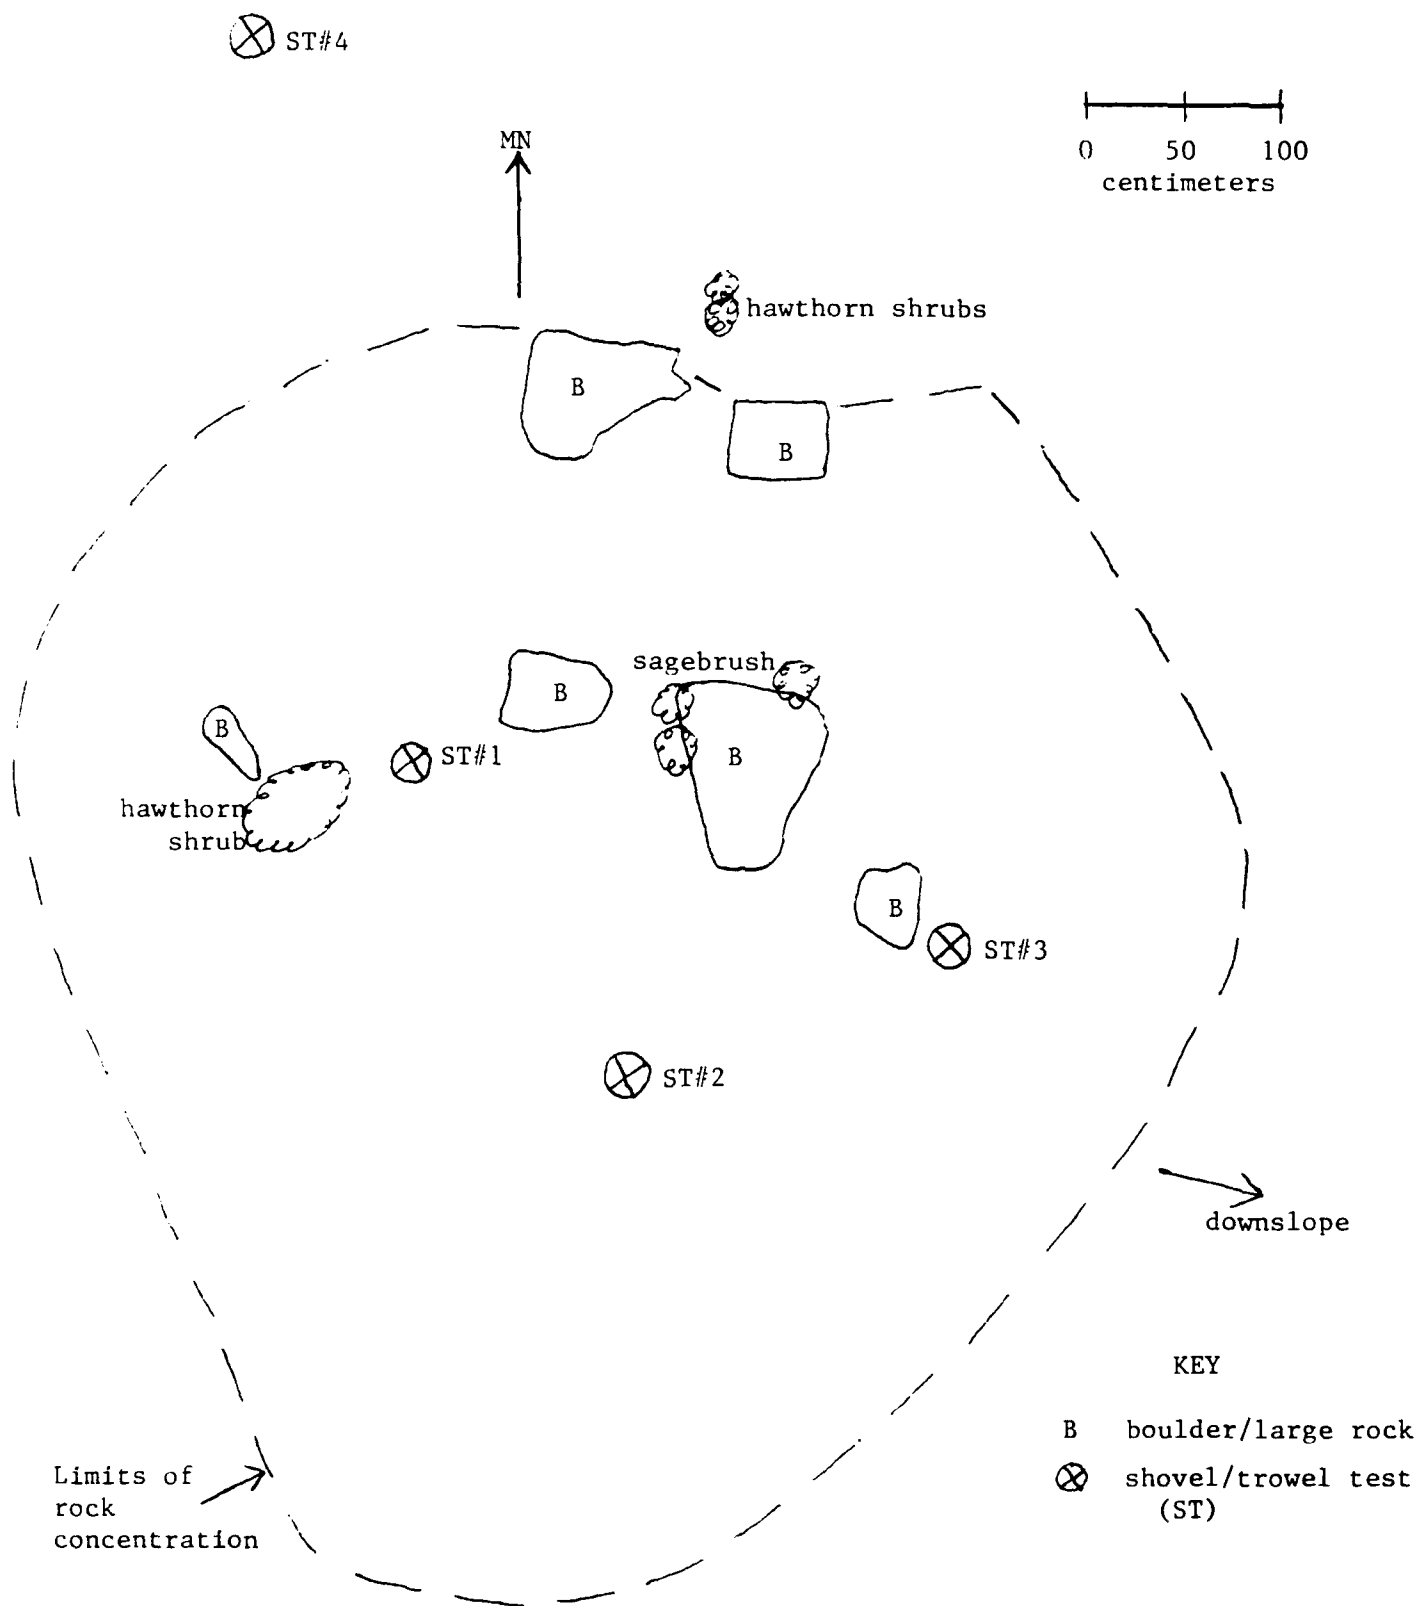 ST#4
MN
0 50 100
centimeters
hawthorn shrubs
B
B
sagebrush
B
B
B
ST#1
hawthorn
shrub
B
ST#3
ST#2
downslope
KEY
B boulder/large rock
shovel/trowel test
(ST)
Limits of
rock
concentration